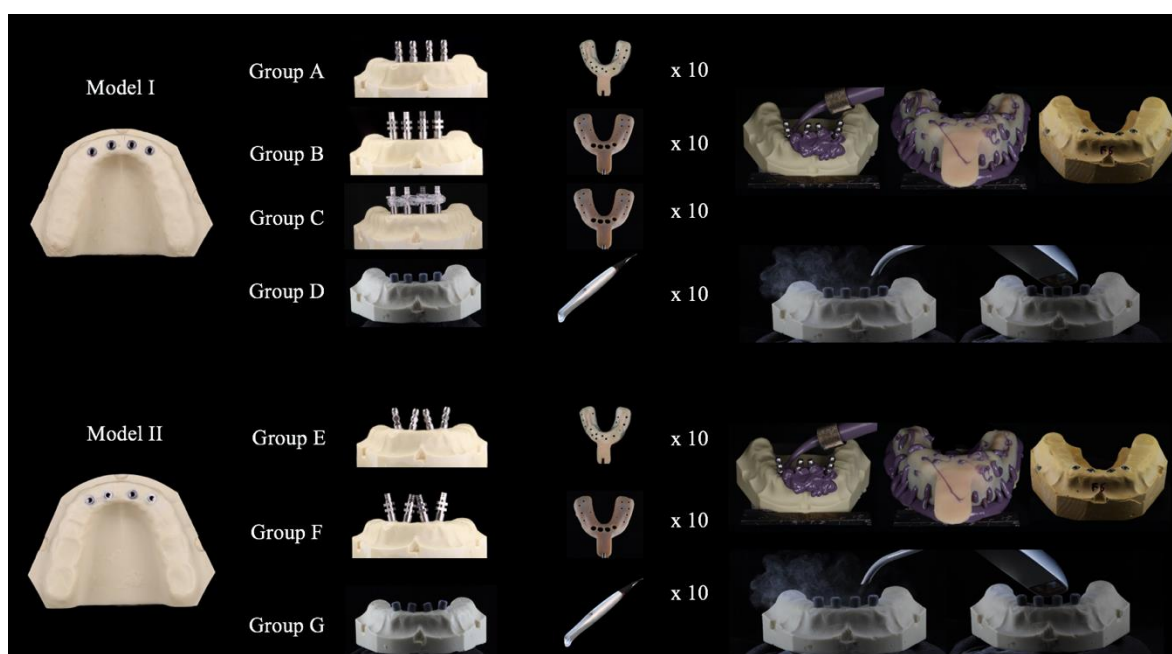 Model I
Group A
x 10
Group B
x 10
Group C
x 10
Group D
x 10
Model II
Group E
x 10
Group F
x 10
Group G
x 10